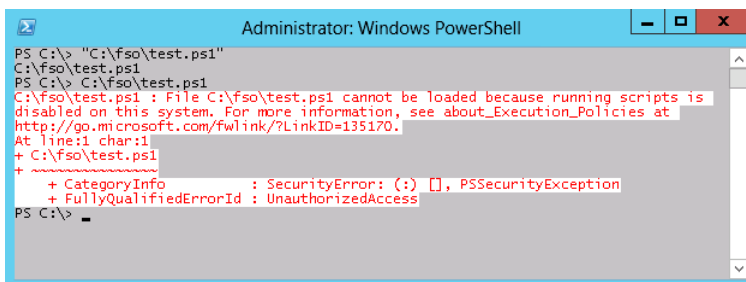 Administrator: Windows PowerShell
PS C:\> "C:\fso\test.ps1"
C:\fso\test.ps1
PS C:\> C:\fso\test.ps1
C:\fso\test.ps1 : File C:\fso\test.ps1 cannot be loaded because running scripts is
disabled on this system. For more information, see about_Execution_Policies at
http://go.microsoft.com/fwlink/?LinkID=135170.
At line:1 char:1
+ C:\fso\test.ps1
+ ~~~~~~~~~~~~~~~
    + CategoryInfo          : SecurityError: (:) [], PSSecurityException
    + FullyQualifiedErrorId : UnauthorizedAccess
PS C:\> _